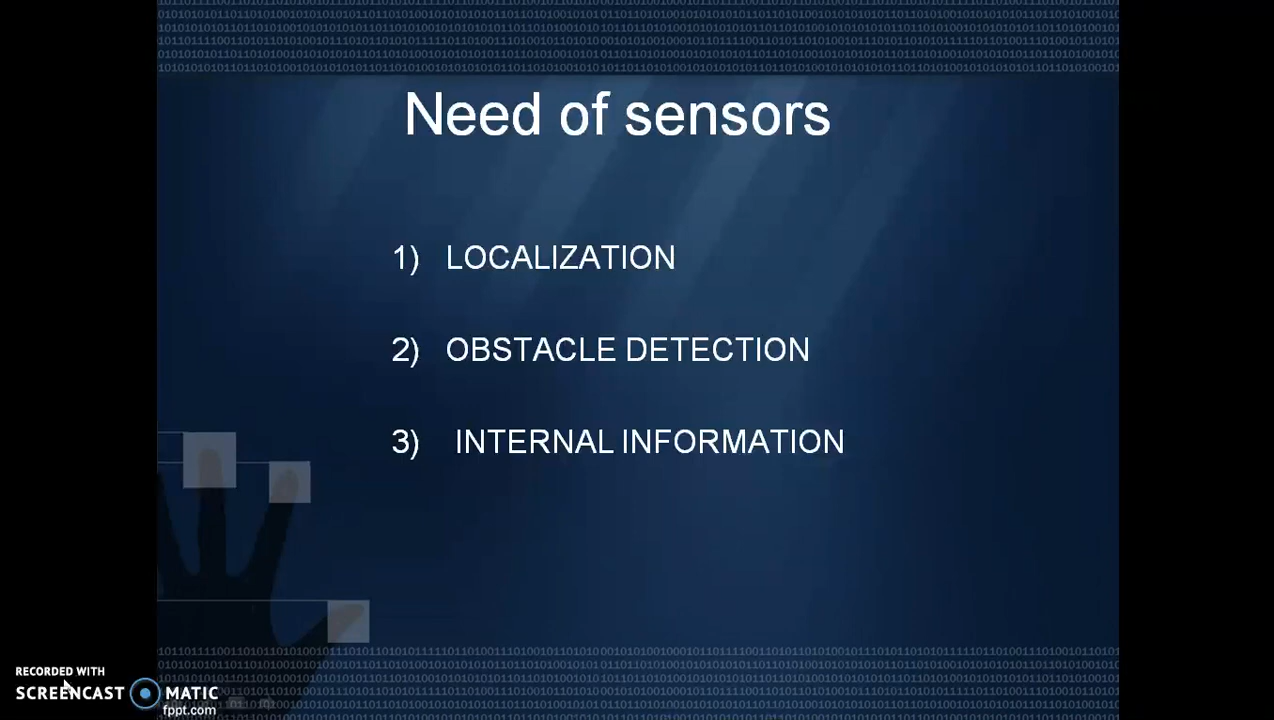 Need of sensors
1) LOCALIZATION
2) OBSTACLE DETECTION
3) INTERNAL INFORMATION
RECORDED WITH
SCREENCAST MATIC
fppt.com